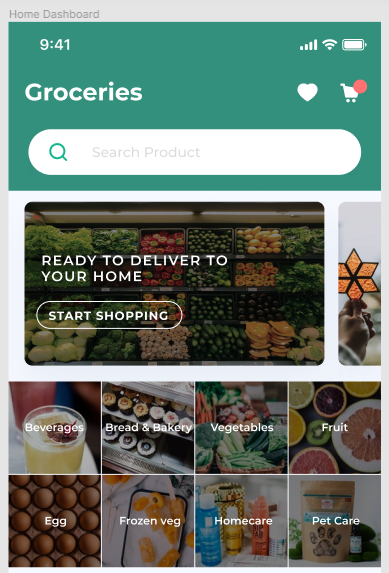 Home Dashboard
9:41
Groceries
Search Product
READY TO DELIVER TO
YOUR HOME
START SHOPPING
Beverages
Bread & Bakery
Vegetables
Fruit
Egg
Frozen veg
Homecare
Pet Care